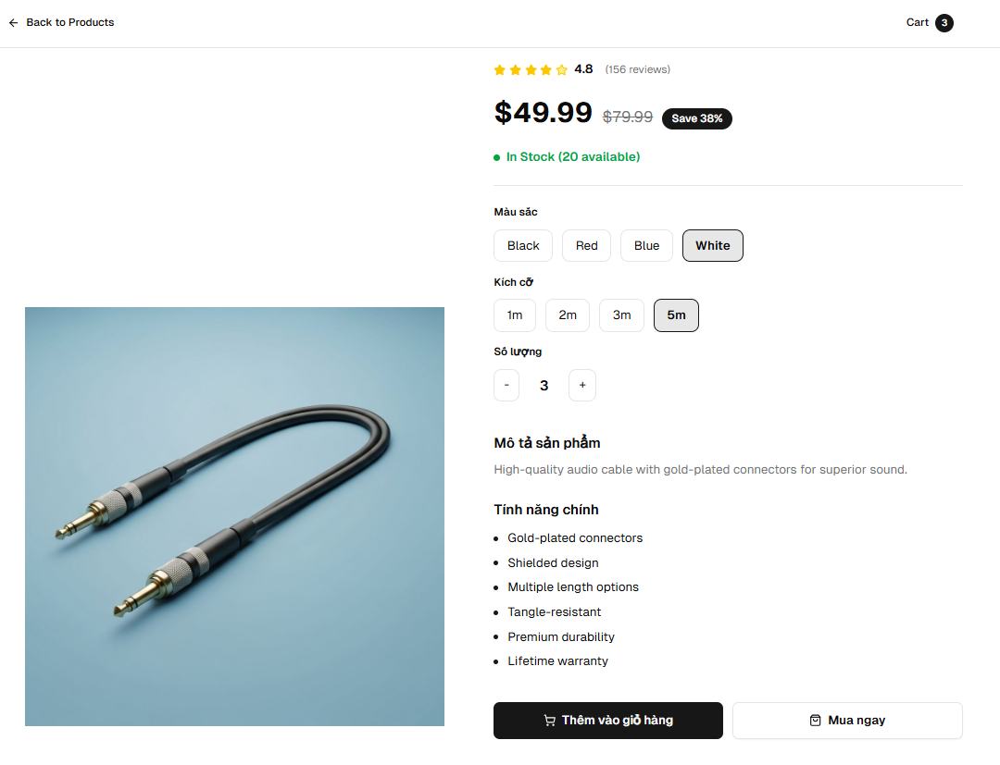 Back to Products
Cart 3
4.8 (156 reviews)
$49.99 $79.99 Save 38%
In Stock (20 available)
Màu sắc
Black Red Blue White
Kích cỡ
1m 2m 3m 5m
Số lượng
- 3 +
Mô tả sản phẩm
High-quality audio cable with gold-plated connectors for superior sound.
Tính năng chính
Gold-plated connectors
Shielded design
Multiple length options
Tangle-resistant
Premium durability
Lifetime warranty
Thêm vào giỏ hàng Mua ngay